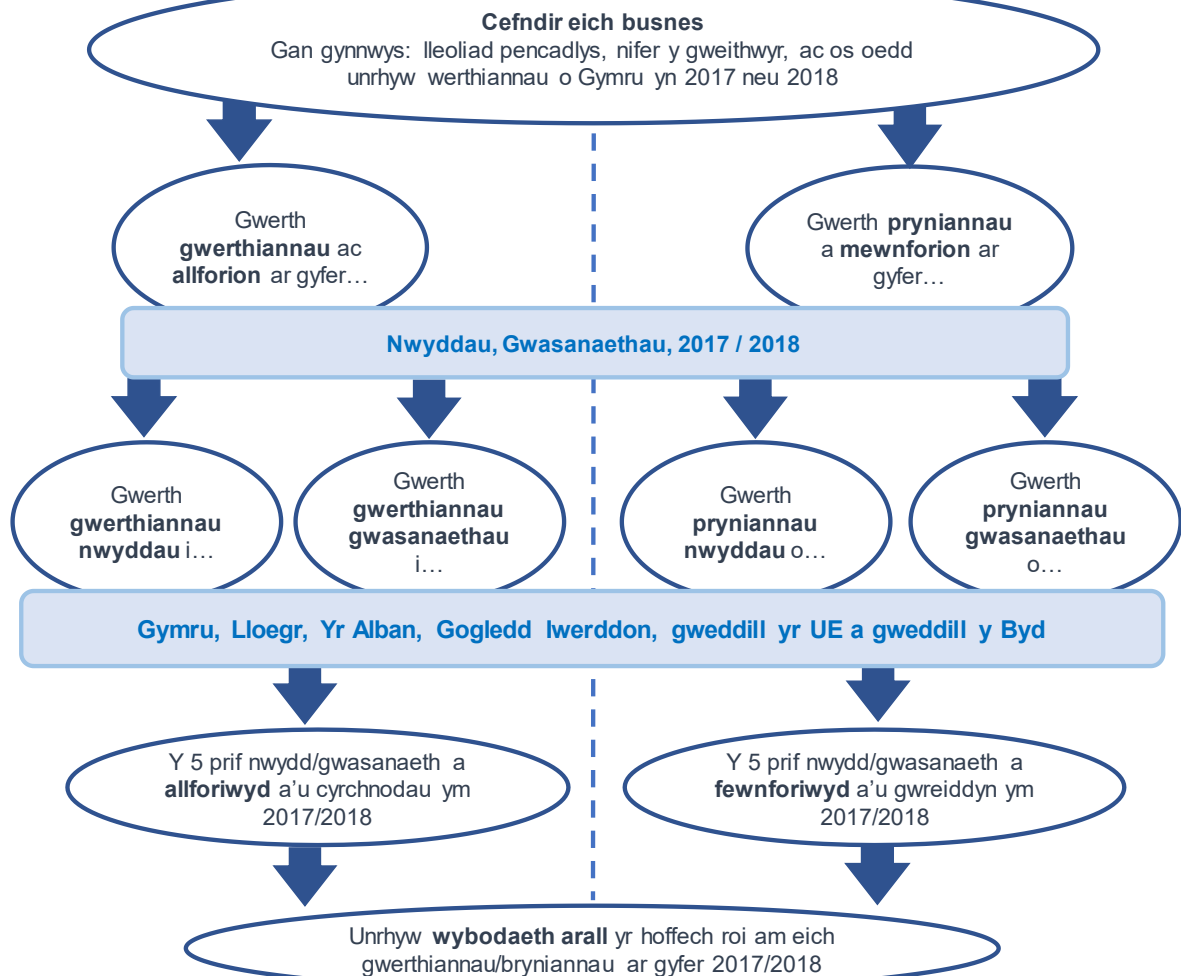 Cefndir eich busnes
Gan gynnwys: lleoliad pencadlys, nifer y gweithwyr, ac os oedd
unrhyw werthiannau o Gymru yn 2017 neu 2018
Gwerth
gwerthiannau ac
allforion ar gyfer…
Gwerth pryniannau
a mewnforion ar
gyfer…
Nwyddau, Gwasanaethau, 2017 / 2018
Gwerth
gwerthiannau
nwyddau i…
Gwerth
gwerthiannau
gwasanaethau
i…
Gwerth
pryniannau
nwyddau o…
Gwerth
pryniannau
gwasanaethau
o…
Gymru, Lloegr, Yr Alban, Gogledd Iwerddon, gweddill yr UE a gweddill y Byd
Y 5 prif nwydd/gwasanaeth a
allforiwyd a’u cyrchnodau ym
2017/2018
Y 5 prif nwydd/gwasanaeth a
fewnforiwyd a’u gwreiddyn ym
2017/2018
Unrhyw wybodaeth arall yr hoffech roi am eich
gwerthiannau/bryniannau ar gyfer 2017/2018